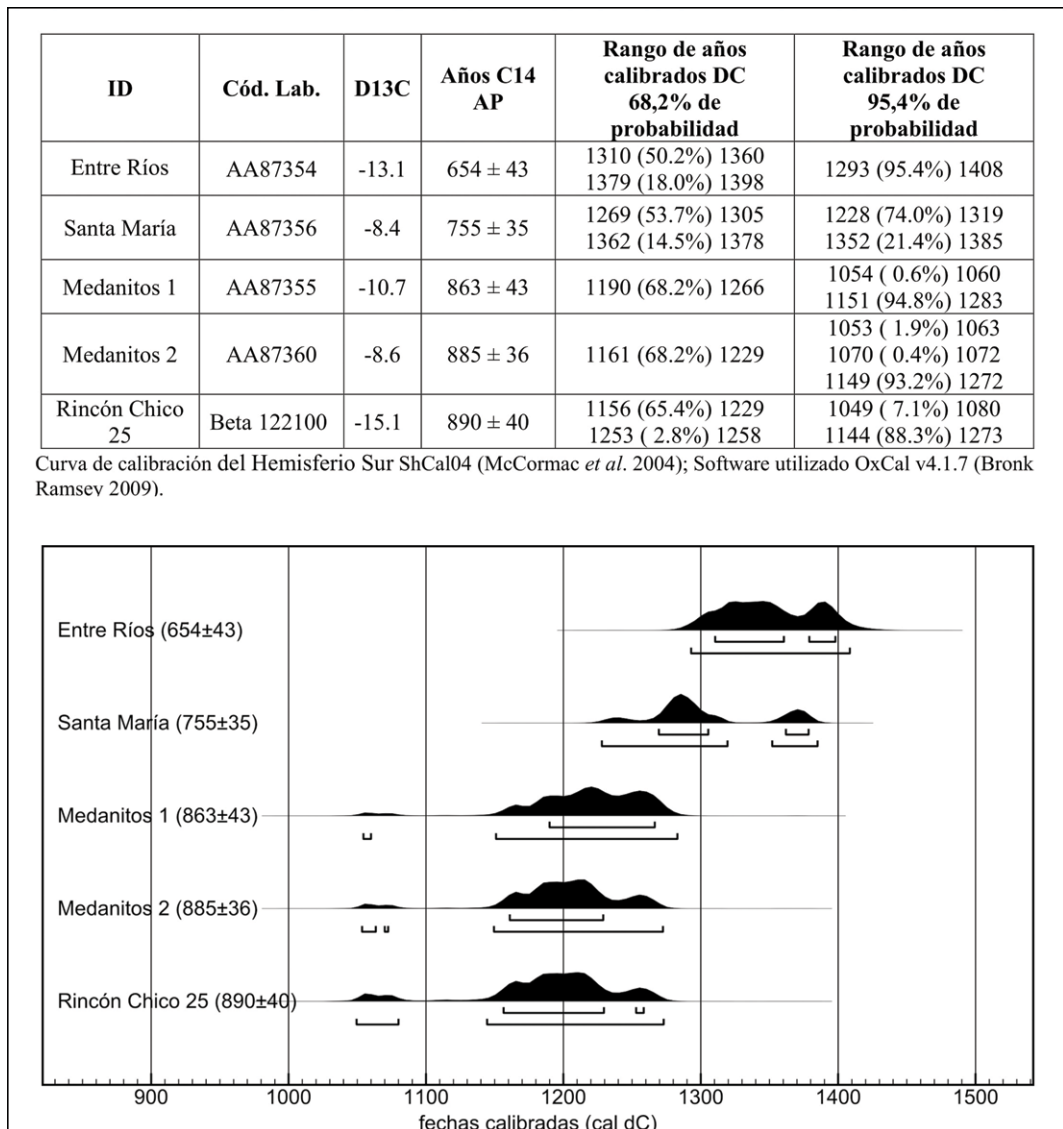 ID
Cód. Lab.
D13C
Años C14
AP
Rango de años
calibrados DC
68,2% de
probabilidad
Rango de años
calibrados DC
95,4% de
probabilidad
Entre Ríos
AA87354
-13.1
654 ± 43
1310 (50.2%) 1360
1379 (18.0%) 1398
1293 (95.4%) 1408
Santa María
AA87356
-8.4
755 ± 35
1269 (53.7%) 1305
1362 (14.5%) 1378
1228 (74.0%) 1319
1352 (21.4%) 1385
Medanitos 1
AA87355
-10.7
863 ± 43
1190 (68.2%) 1266
1054 ( 0.6%) 1060
1151 (94.8%) 1283
Medanitos 2
AA87360
-8.6
885 ± 36
1161 (68.2%) 1229
1053 ( 1.9%) 1063
1070 ( 0.4%) 1072
1149 (93.2%) 1272
Rincón Chico
25
Beta 122100
-15.1
890 ± 40
1156 (65.4%) 1229
1253 ( 2.8%) 1258
1049 ( 7.1%) 1080
1144 (88.3%) 1273
Curva de calibración del Hemisferio Sur ShCal04 (McCormac et al. 2004); Software utilizado OxCal v4.1.7 (Bronk
Ramsey 2009).
Entre Ríos (654±43)
Santa María (755±35)
Medanitos 1 (863±43)
Medanitos 2 (885±36)
Rincón Chico 25 (890±40)
900 1000 1100 1200 1300 1400 1500
fechas calibradas (cal dC)